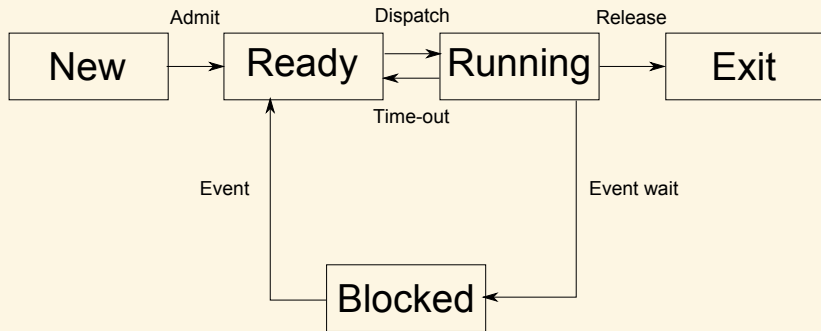 Admit
Dispatch
Release
New
Ready
Running
Exit
Time-out
Event
Event wait
Blocked